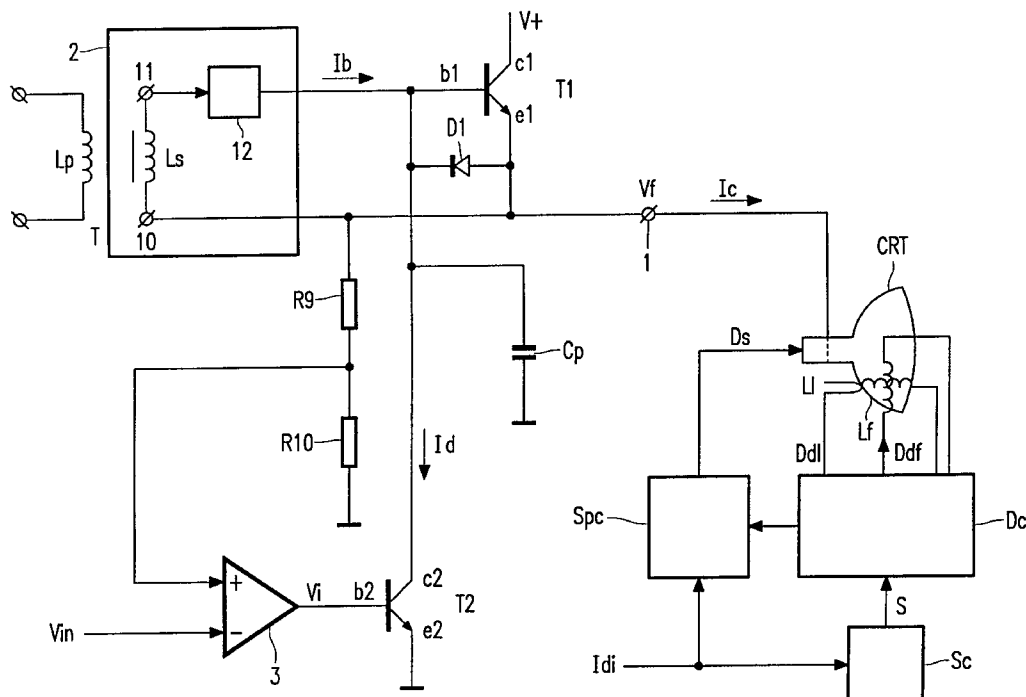 V+
2
11
Ib
b1
c1
T1
e1
12
D1
Lp
Ls
T
10
Vf
Ic
1
CRT
R9
Cp
Ds
Ll
Lf
R10
Id
Ddl
Ddf
Spc
Dc
+
Vi
b2
c2
T2
e2
Vin
−
3
S
Idi
Sc